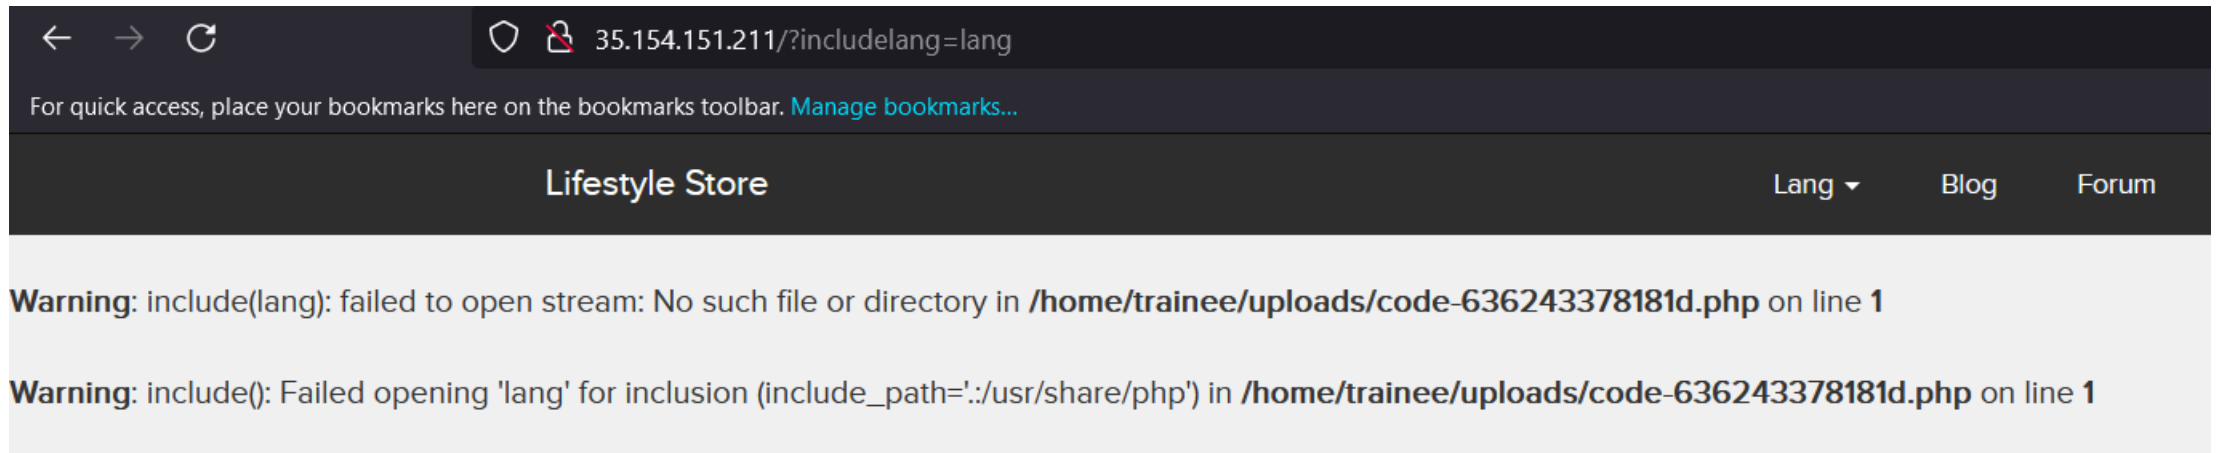 35.154.151.211/?includelang=lang
For quick access, place your bookmarks here on the bookmarks toolbar. Manage bookmarks...
Lifestyle Store Lang Blog Forum
Warning: include(lang): failed to open stream: No such file or directory in /home/trainee/uploads/code-636243378181d.php on line 1
Warning: include(): Failed opening 'lang' for inclusion (include_path='.:/usr/share/php') in /home/trainee/uploads/code-636243378181d.php on line 1